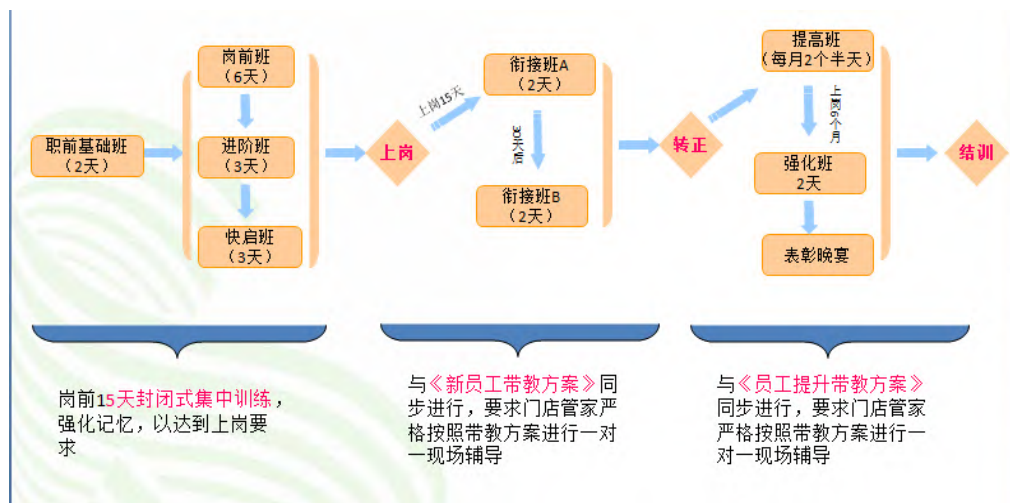 职前基础班
（2天）
岗前班
（6天）
进阶班
（3天）
快启班
（3天）
上岗
上岗15天
衔接班A
（2天）
30天后
衔接班B
（2天）
转正
提高班
（每月2个半天）
上岗6个月
强化班
2天
表彰晚宴
结训
岗前15天封闭式集中训练，
强化记忆，以达到上岗要
求
与《新员工带教方案》同
步进行，要求门店管家严
格按照带教方案进行一对
一现场辅导
与《员工提升带教方案》
同步进行，要求门店管家
严格按照带教方案进行一
对一现场辅导